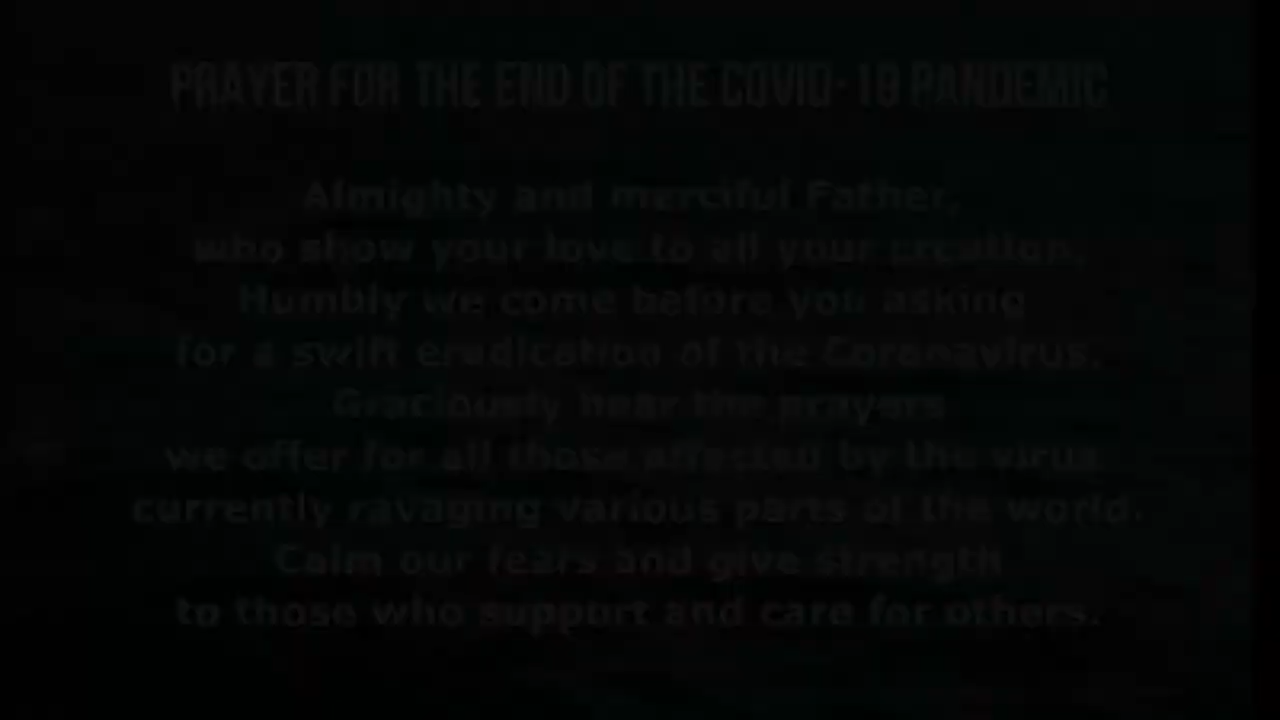 PRAYER FOR THE END OF THE COVID-19 PANDEMIC
Almighty and merciful Father,
who show your love to all your creation,
Humbly we come before you asking
for a swift eradication of the Coronavirus.
Graciously hear the prayers
we offer for all those affected by the virus
currently ravaging various parts of the world.
Calm our fears and give strength
to those who support and care for others.